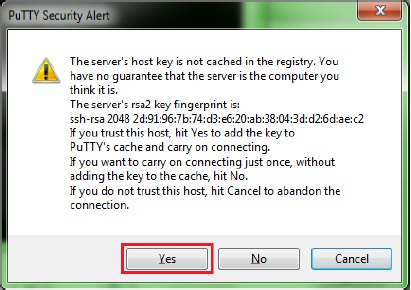 PuTTY Security Alert
The server's host key is not cached in the registry. You
have no guarantee that the server is the computer you
think it is.
The server's rsa2 key fingerprint is:
ssh-rsa 2048 2d:91:96:7b:74:d3:e6:20:ab:38:04:3d:d2:6d:ae:c2
If you trust this host, hit Yes to add the key to
PuTTY's cache and carry on connecting.
If you want to carry on connecting just once, without
adding the key to the cache, hit No.
If you do not trust this host, hit Cancel to abandon the
connection.
Yes No Cancel